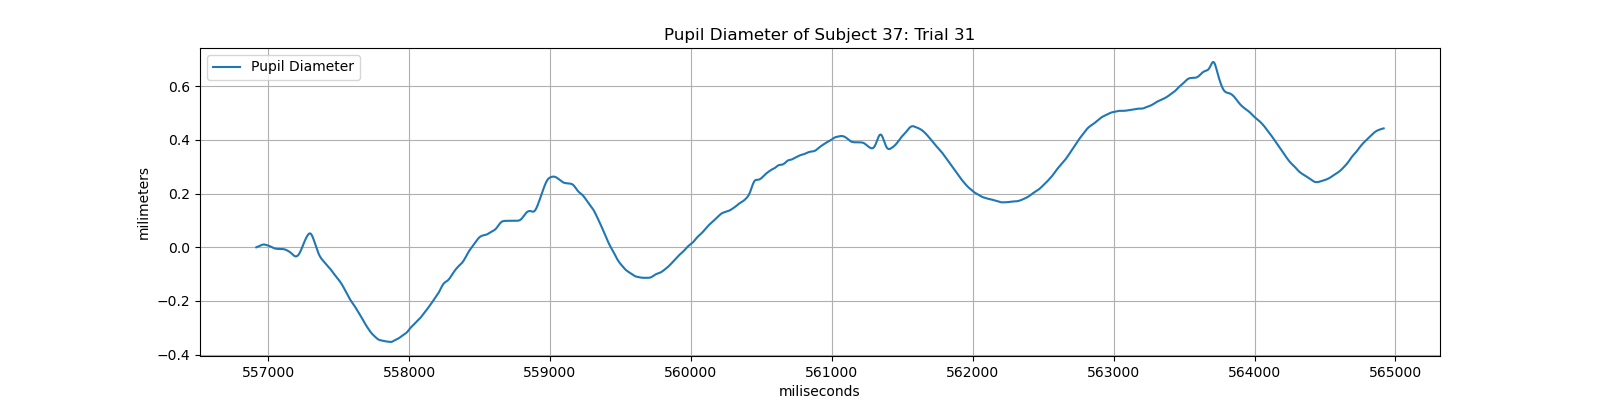 Pupil Diameter of Subject 37: Trial 31
Pupil Diameter
0.6
0.4
0.2
0.0
−0.2
−0.4
milimeters
557000 558000 559000 560000 561000 562000 563000 564000 565000
miliseconds